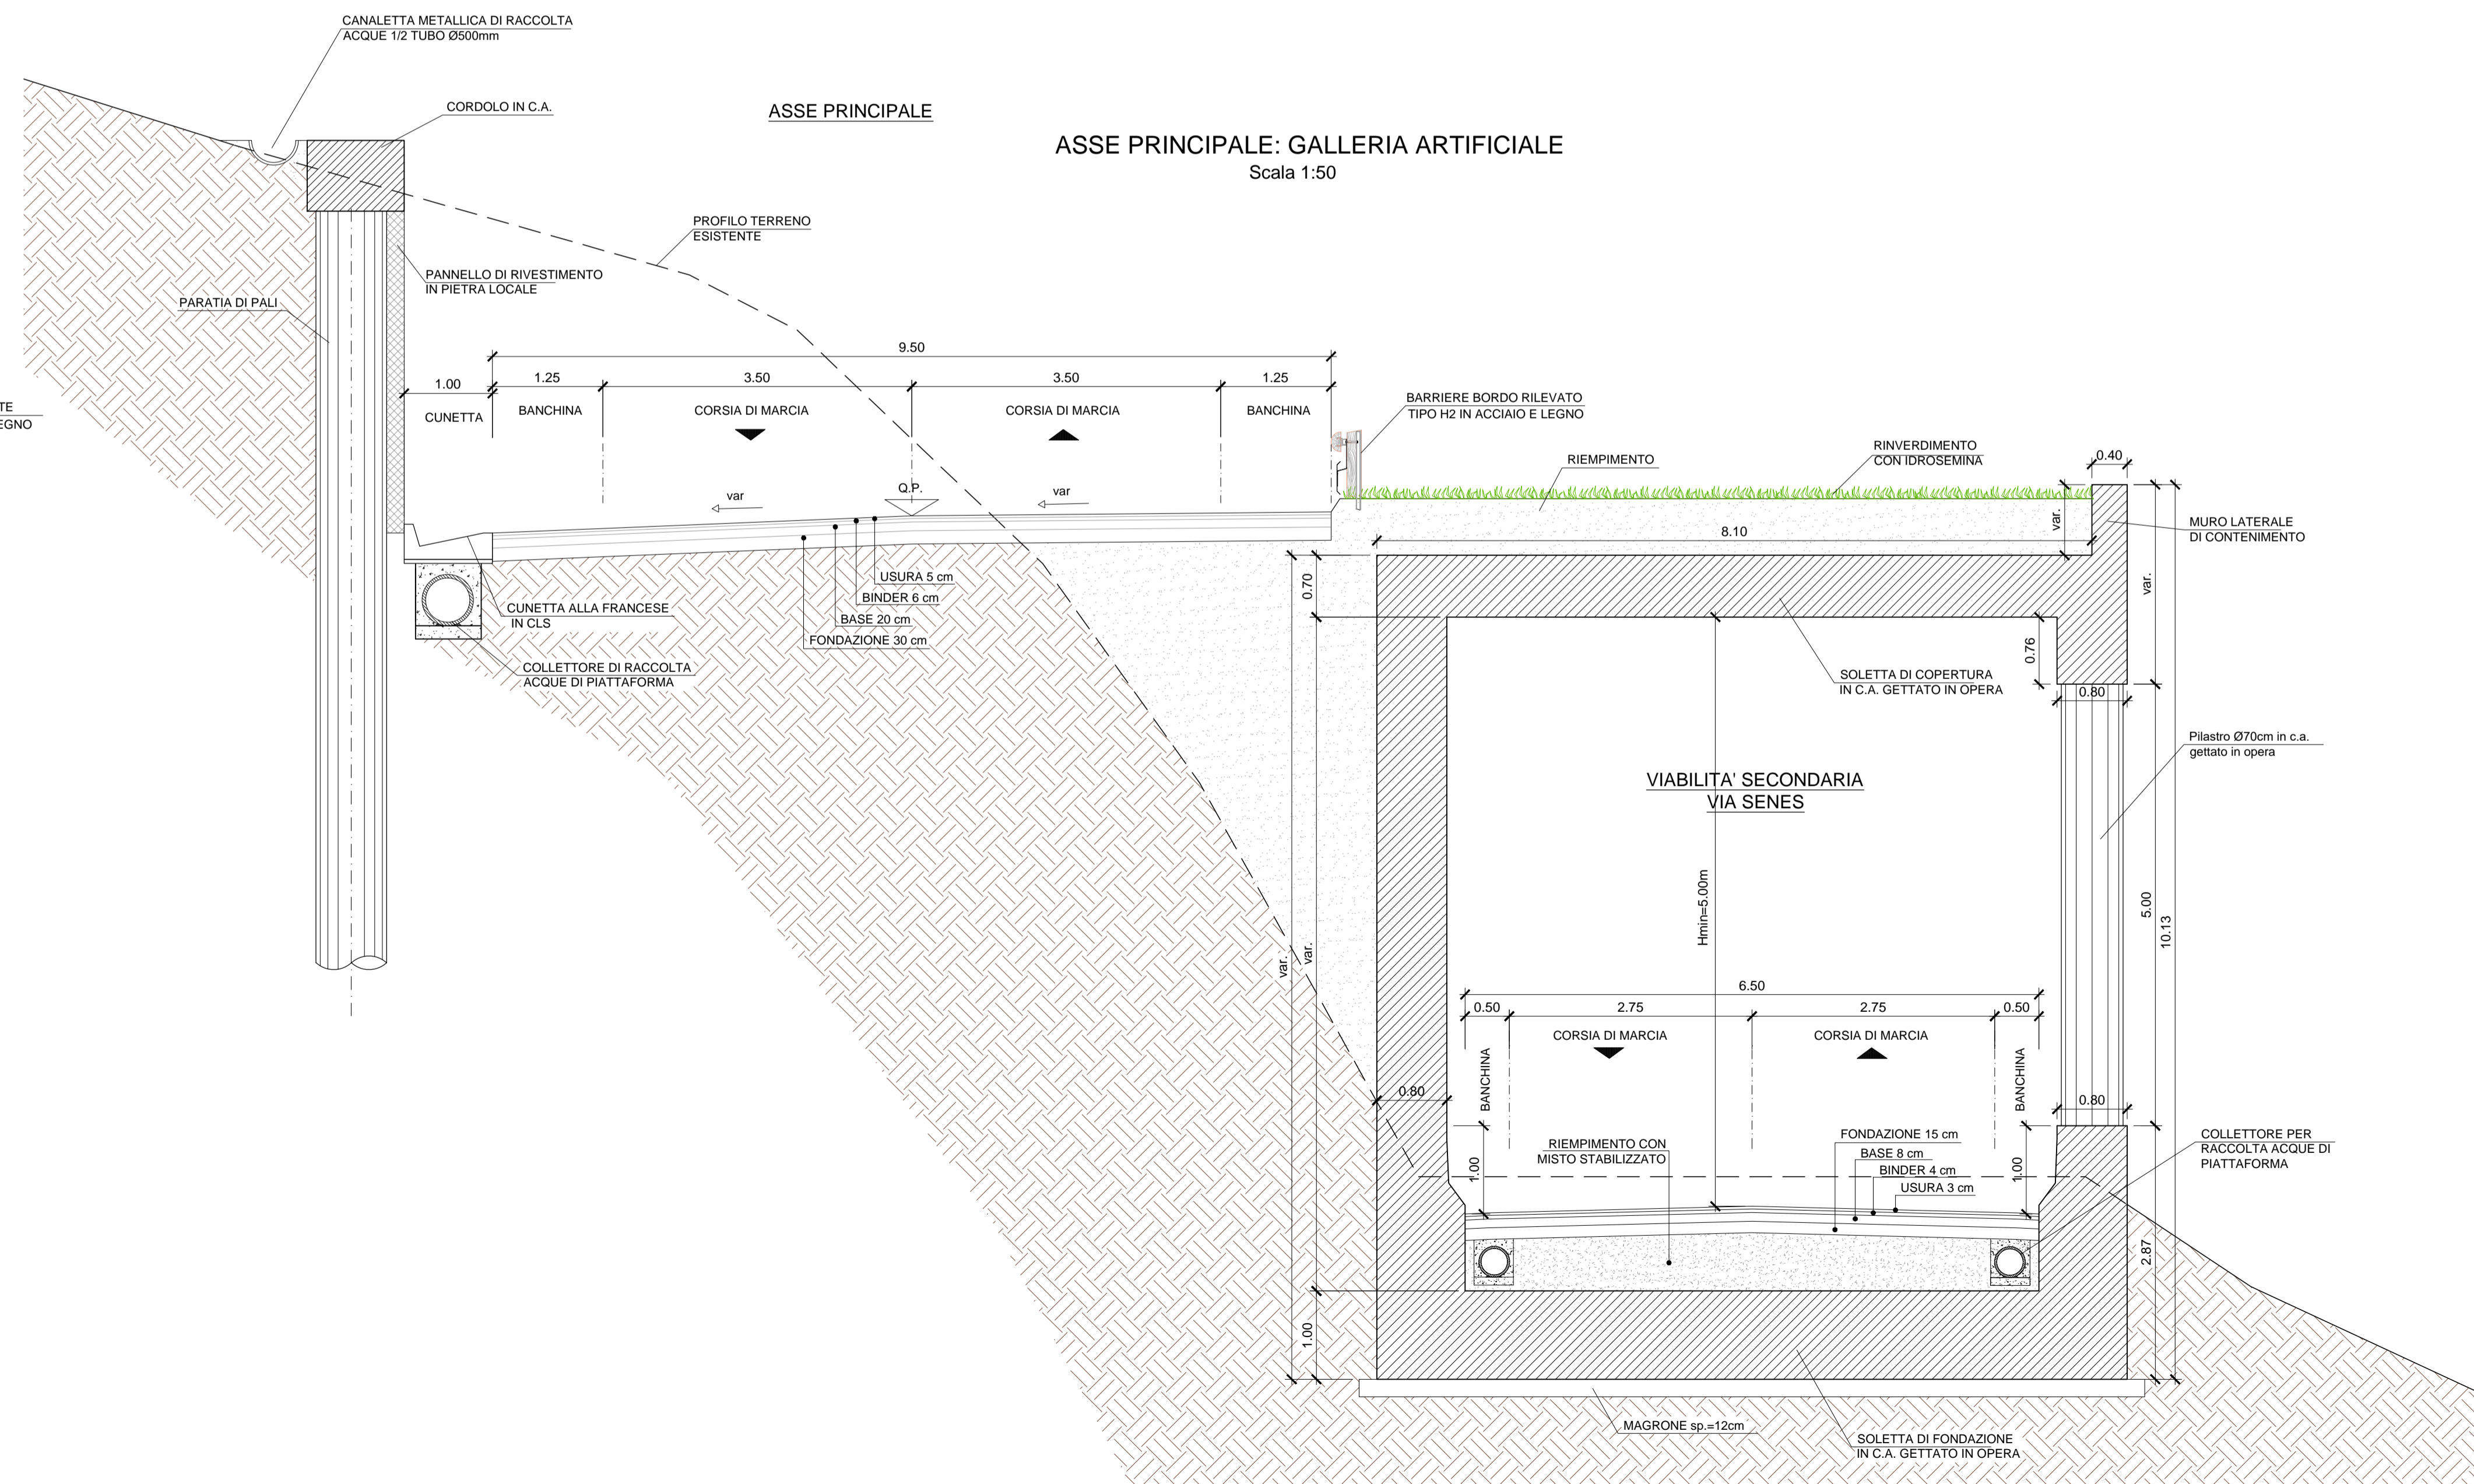 CANALETTA METALLICA DI RACCOLTA
ACQUE 1/2 TUBO Ø500mm
CORDOLO IN C.A.
ASSE PRINCIPALE
ASSE PRINCIPALE: GALLERIA ARTIFICIALE
Scala 1:50
PROFILO TERRENO
ESISTENTE
PANNELLO DI RIVESTIMENTO
IN PIETRA LOCALE
PARATIA DI PALI
TE
EGNO
9.50
1.00
1.25
3.50
3.50
1.25
CUNETTA
BANCHINA
CORSIA DI MARCIA
CORSIA DI MARCIA
BANCHINA
var
Q.P.
var
BARRIERE BORDO RILEVATO
TIPO H2 IN ACCIAIO E LEGNO
RIEMPIMENTO
RINVERDIMENTO
CON IDROSEMINA
0.40
MURO LATERALE
DI CONTENIMENTO
var.
8.10
0.70
var.
USURA 5 cm
BINDER 6 cm
BASE 20 cm
FONDAZIONE 30 cm
CUNETTA ALLA FRANCESE
IN CLS
COLLETTORE DI RACCOLTA
ACQUE DI PIATTAFORMA
0.76
SOLETTA DI COPERTURA
IN C.A. GETTATO IN OPERA
0.80
Pilastro Ø70cm in c.a.
gettato in opera
VIABILITA' SECONDARIA
VIA SENES
Hmin=5.00m
5.00
10.13
var.
var.
6.50
0.50
2.75
2.75
0.50
CORSIA DI MARCIA
CORSIA DI MARCIA
BANCHINA
BANCHINA
0.80
0.80
1.00
1.00
RIEMPIMENTO CON
MISTO STABILIZZATO
FONDAZIONE 15 cm
BASE 8 cm
BINDER 4 cm
USURA 3 cm
COLLETTORE PER
RACCOLTA ACQUE DI
PIATTAFORMA
2.87
1.00
MAGRONE sp.=12cm
SOLETTA DI FONDAZIONE
IN C.A. GETTATO IN OPERA